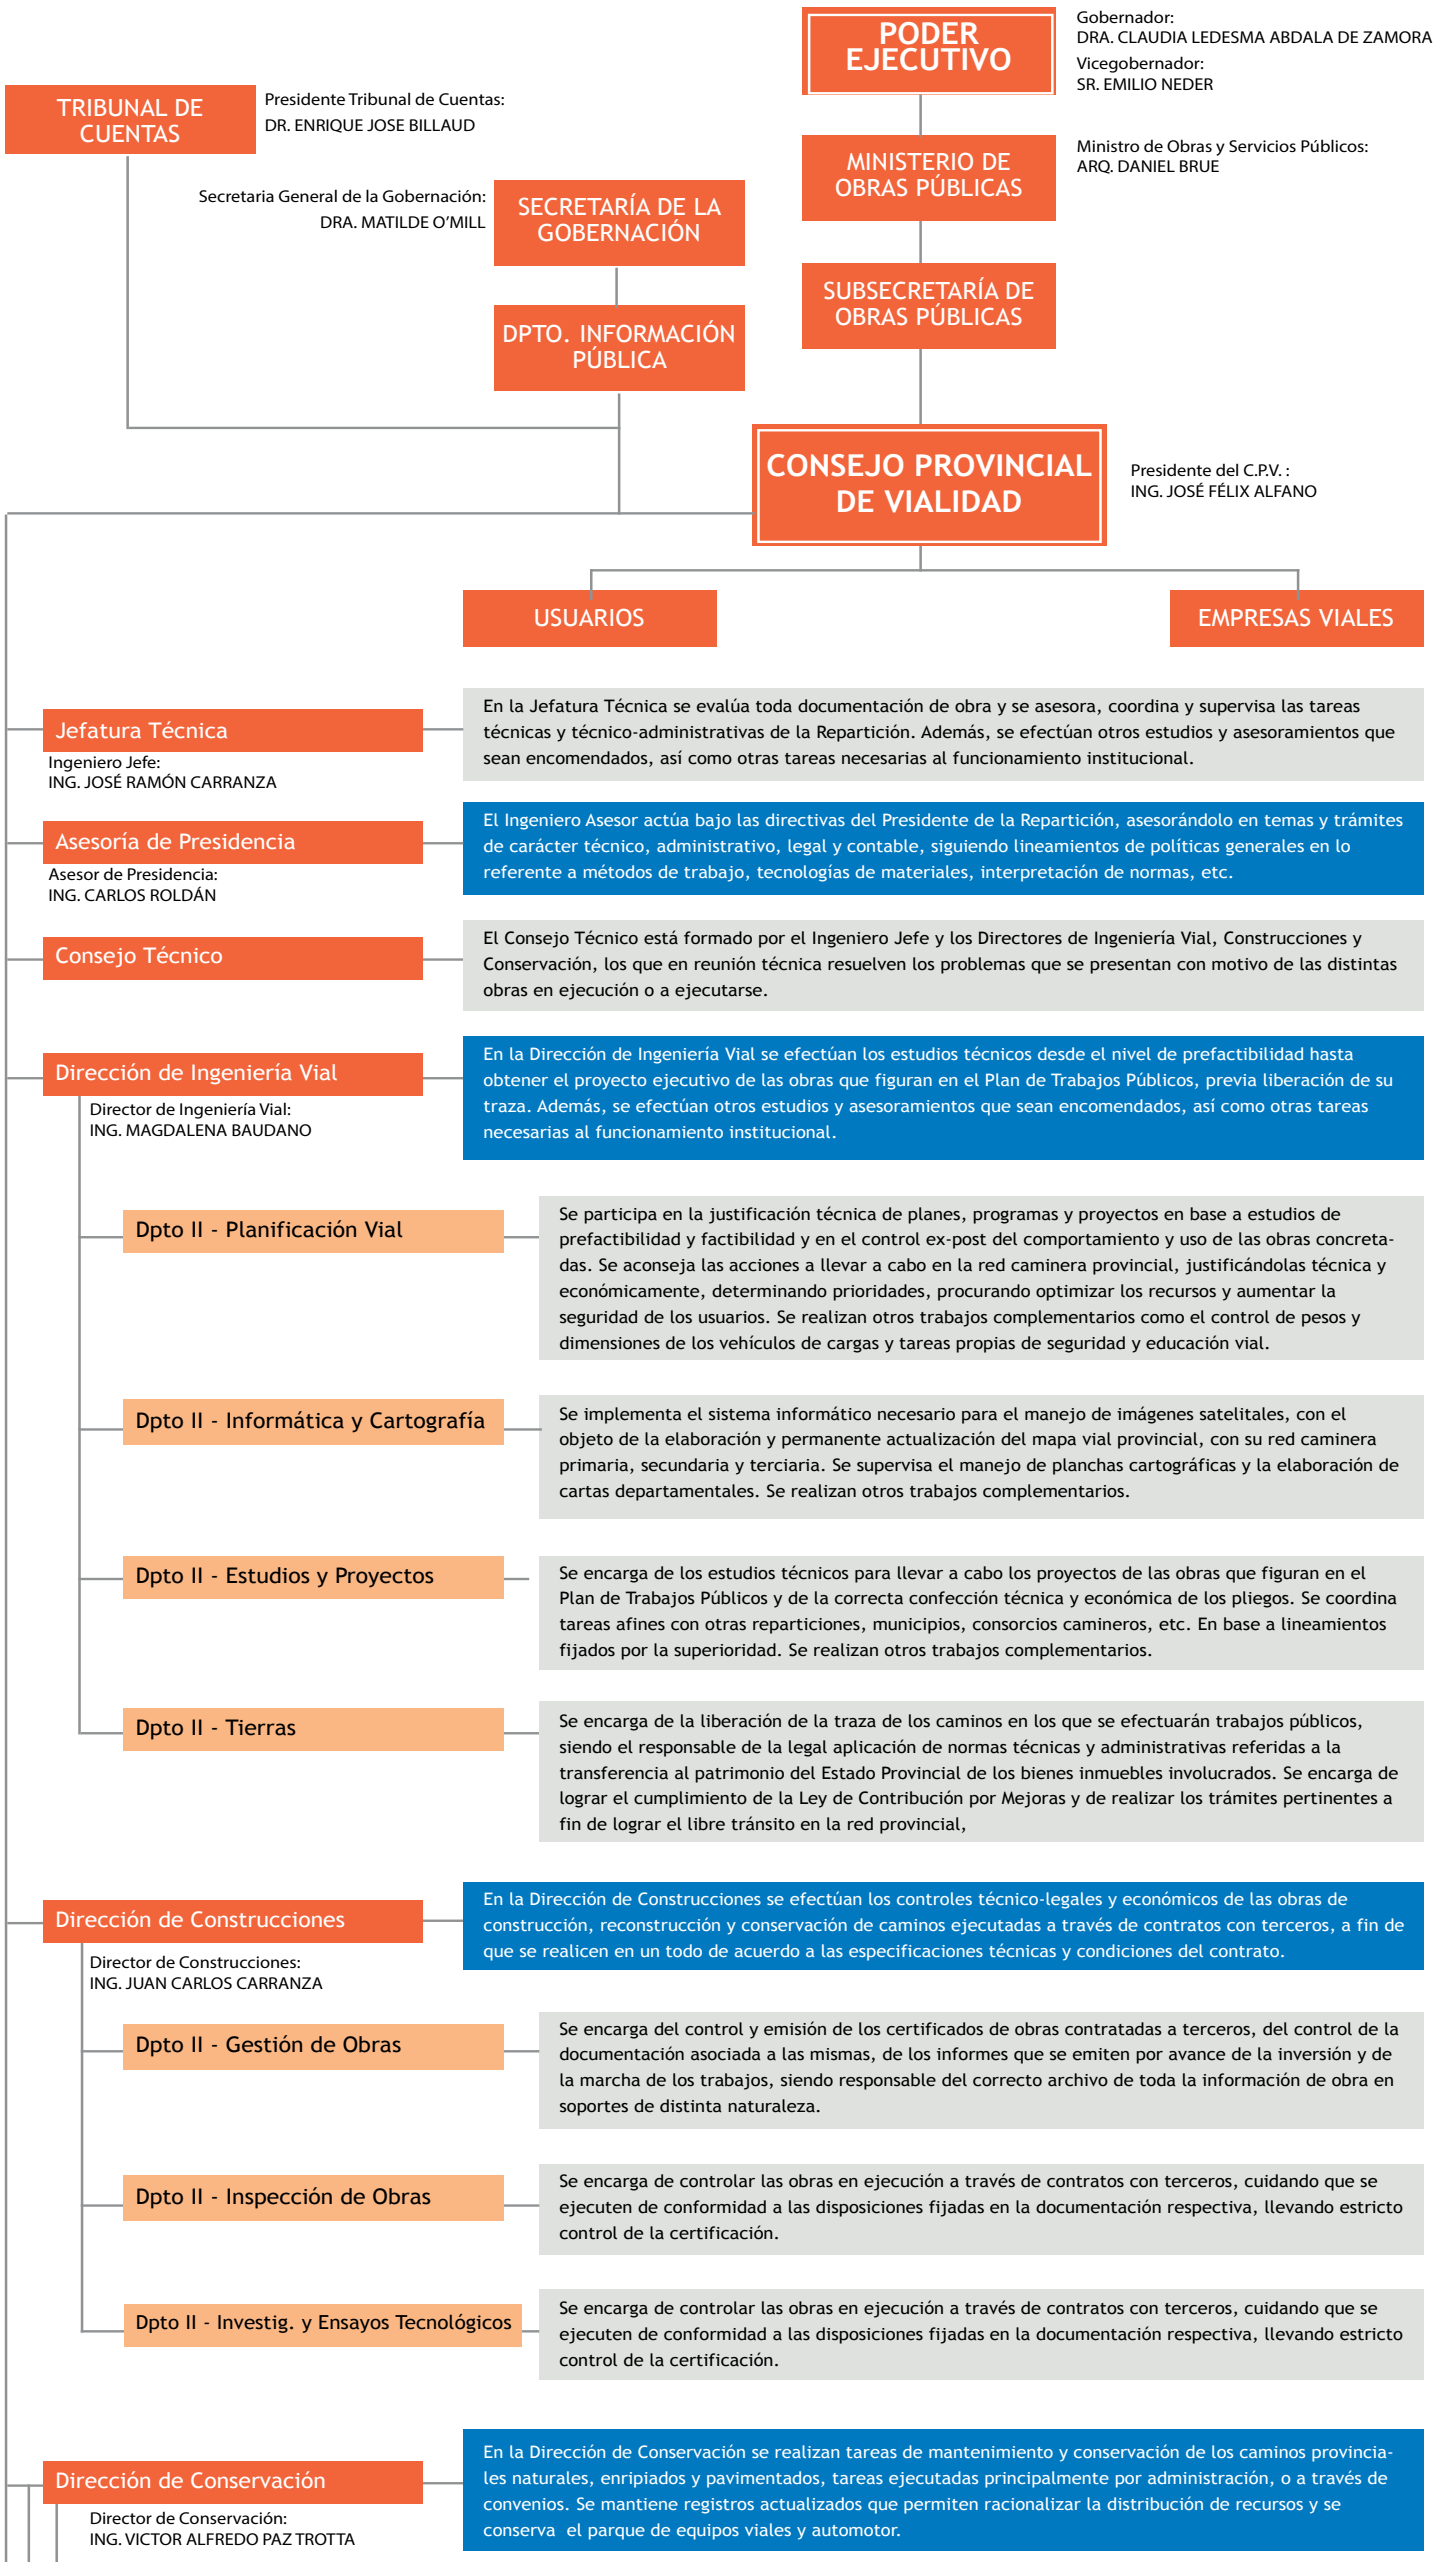 PODER
EJECUTIVO
Gobernador:
DRA. CLAUDIA LEDESMA ABDALA DE ZAMORA
Vicegobernador:
SR. EMILIO NEDER
TRIBUNAL DE
CUENTAS
Presidente Tribunal de Cuentas:
DR. ENRIQUE JOSE BILLAUD
MINISTERIO DE
OBRAS PÚBLICAS
Ministro de Obras y Servicios Públicos:
ARQ. DANIEL BRUE
Secretaria General de la Gobernación:
DRA. MATILDE O’MILL
SECRETARÍA DE LA
GOBERNACIÓN
SUBSECRETARÍA DE
OBRAS PÚBLICAS
DPTO. INFORMACIÓN
PÚBLICA
CONSEJO PROVINCIAL
DE VIALIDAD
Presidente del C.P.V. :
ING. JOSÉ FÉLIX ALFANO
USUARIOS
EMPRESAS VIALES
Jefatura Técnica
Ingeniero Jefe:
ING. JOSÉ RAMÓN CARRANZA
En la Jefatura Técnica se evalúa toda documentación de obra y se asesora, coordina y supervisa las tareas
técnicas y técnico-administrativas de la Repartición. Además, se efectúan otros estudios y asesoramientos que
sean encomendados, así como otras tareas necesarias al funcionamiento institucional.
Asesoría de Presidencia
Asesor de Presidencia:
ING. CARLOS ROLDÁN
El Ingeniero Asesor actúa bajo las directivas del Presidente de la Repartición, asesorándolo en temas y trámites
de carácter técnico, administrativo, legal y contable, siguiendo lineamientos de políticas generales en lo
referente a métodos de trabajo, tecnologías de materiales, interpretación de normas, etc.
Consejo Técnico
El Consejo Técnico está formado por el Ingeniero Jefe y los Directores de Ingeniería Vial, Construcciones y
Conservación, los que en reunión técnica resuelven los problemas que se presentan con motivo de las distintas
obras en ejecución o a ejecutarse.
Dirección de Ingeniería Vial
Director de Ingeniería Vial:
ING. MAGDALENA BAUDANO
En la Dirección de Ingeniería Vial se efectúan los estudios técnicos desde el nivel de prefactibilidad hasta
obtener el proyecto ejecutivo de las obras que figuran en el Plan de Trabajos Públicos, previa liberación de su
traza. Además, se efectúan otros estudios y asesoramientos que sean encomendados, así como otras tareas
necesarias al funcionamiento institucional.
Dpto II - Planificación Vial
Se participa en la justificación técnica de planes, programas y proyectos en base a estudios de
prefactibilidad y factibilidad y en el control ex-post del comportamiento y uso de las obras concreta-
das. Se aconseja las acciones a llevar a cabo en la red caminera provincial, justificándolas técnica y
económicamente, determinando prioridades, procurando optimizar los recursos y aumentar la
seguridad de los usuarios. Se realizan otros trabajos complementarios como el control de pesos y
dimensiones de los vehículos de cargas y tareas propias de seguridad y educación vial.
Dpto II - Informática y Cartografía
Se implementa el sistema informático necesario para el manejo de imágenes satelitales, con el
objeto de la elaboración y permanente actualización del mapa vial provincial, con su red caminera
primaria, secundaria y terciaria. Se supervisa el manejo de planchas cartográficas y la elaboración de
cartas departamentales. Se realizan otros trabajos complementarios.
Dpto II - Estudios y Proyectos
Se encarga de los estudios técnicos para llevar a cabo los proyectos de las obras que figuran en el
Plan de Trabajos Públicos y de la correcta confección técnica y económica de los pliegos. Se coordina
tareas afines con otras reparticiones, municipios, consorcios camineros, etc. En base a lineamientos
fijados por la superioridad. Se realizan otros trabajos complementarios.
Dpto II - Tierras
Se encarga de la liberación de la traza de los caminos en los que se efectuarán trabajos públicos,
siendo el responsable de la legal aplicación de normas técnicas y administrativas referidas a la
transferencia al patrimonio del Estado Provincial de los bienes inmuebles involucrados. Se encarga de
lograr el cumplimiento de la Ley de Contribución por Mejoras y de realizar los trámites pertinentes a
fin de lograr el libre tránsito en la red provincial,
Dirección de Construcciones
Director de Construcciones:
ING. JUAN CARLOS CARRANZA
En la Dirección de Construcciones se efectúan los controles técnico-legales y económicos de las obras de
construcción, reconstrucción y conservación de caminos ejecutadas a través de contratos con terceros, a fin de
que se realicen en un todo de acuerdo a las especificaciones técnicas y condiciones del contrato.
Dpto II - Gestión de Obras
Se encarga del control y emisión de los certificados de obras contratadas a terceros, del control de la
documentación asociada a las mismas, de los informes que se emiten por avance de la inversión y de
la marcha de los trabajos, siendo responsable del correcto archivo de toda la información de obra en
soportes de distinta naturaleza.
Dpto II - Inspección de Obras
Se encarga de controlar las obras en ejecución a través de contratos con terceros, cuidando que se
ejecuten de conformidad a las disposiciones fijadas en la documentación respectiva, llevando estricto
control de la certificación.
Dpto II - Investig. y Ensayos Tecnológicos
Se encarga de controlar las obras en ejecución a través de contratos con terceros, cuidando que se
ejecuten de conformidad a las disposiciones fijadas en la documentación respectiva, llevando estricto
control de la certificación.
Dirección de Conservación
Director de Conservación:
ING. VICTOR ALFREDO PAZ TROTTA
En la Dirección de Conservación se realizan tareas de mantenimiento y conservación de los caminos provincia-
les naturales, enripiados y pavimentados, tareas ejecutadas principalmente por administración, o a través de
convenios. Se mantiene registros actualizados que permiten racionalizar la distribución de recursos y se
conserva  el parque de equipos viales y automotor.